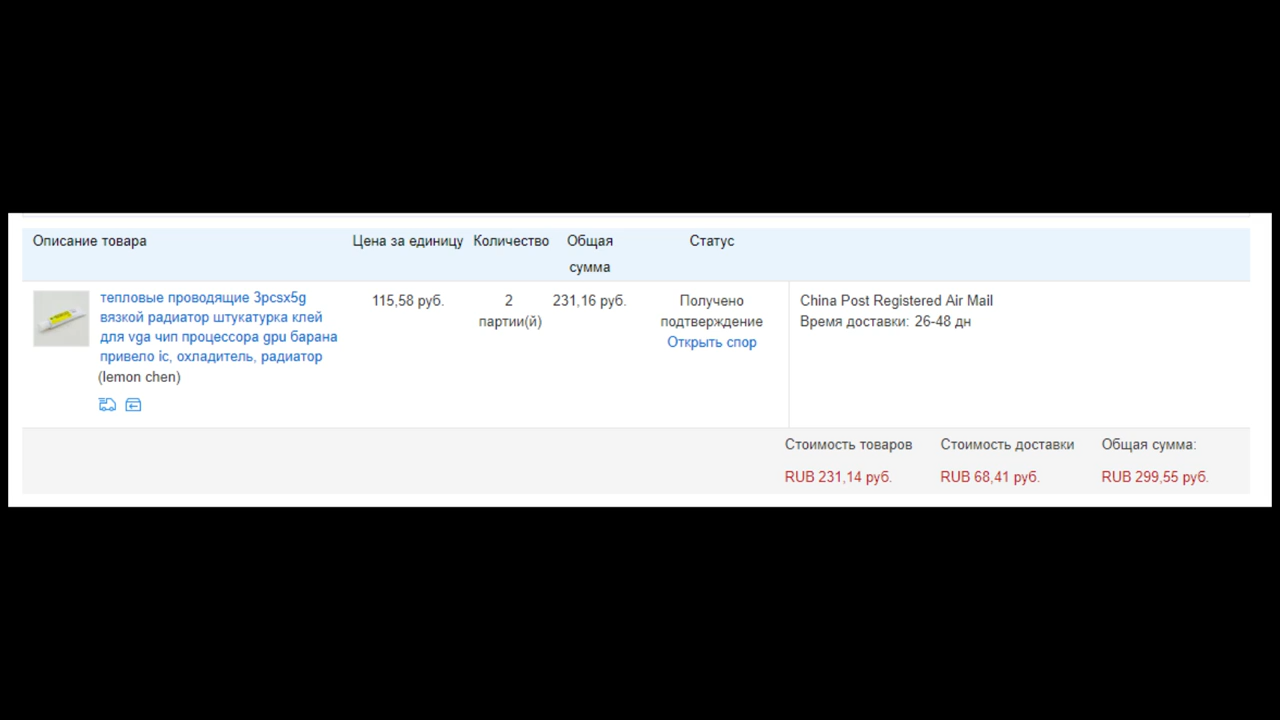 Описание товара
Цена за единицу
Количество
Общая
сумма
Статус
тепловые проводящие 3pcsx5g
вязкой радиатор штукатурка клей
для vga чип процессора gpu барана
привело ic, охладитель, радиатор
(lemon chen)
115,58 руб.
2
партии(й)
231,16 руб.
Получено
подтверждение
Открыть спор
China Post Registered Air Mail
Время доставки: 26-48 дн
Стоимость товаров
Стоимость доставки
Общая сумма:
RUB 231,14 руб.
RUB 68,41 руб.
RUB 299,55 руб.